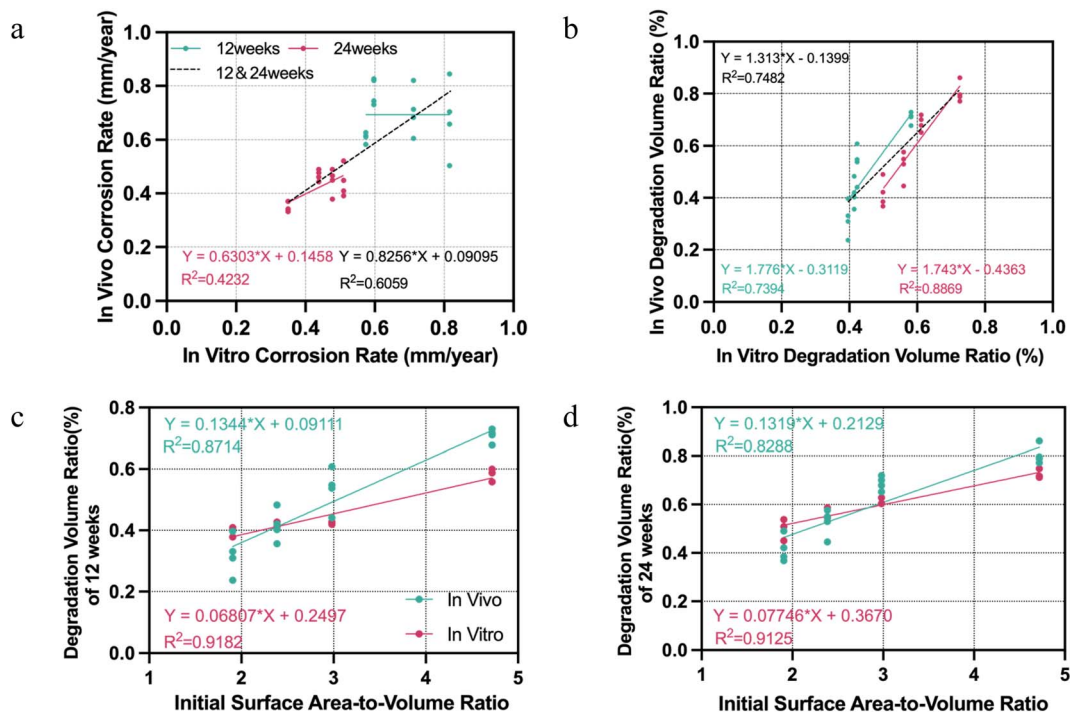 a
In Vivo Corrosion Rate (mm/year)
1.0
0.8
0.6
0.4
0.2
0.0
12weeks
24weeks
12 & 24weeks
Y = 0.6303*X + 0.1458
R²=0.4232
Y = 0.8256*X + 0.09095
R²=0.6059
0.0 0.2 0.4 0.6 0.8 1.0
In Vitro Corrosion Rate (mm/year)
b
In Vivo Degradation Volume Ratio (%)
1.0
0.8
0.6
0.4
0.2
0.0
Y = 1.313*X - 0.1399
R²=0.7482
Y = 1.776*X - 0.3119
R²=0.7394
Y = 1.743*X - 0.4363
R²=0.8869
0.0 0.2 0.4 0.6 0.8 1.0
In Vitro Degradation Volume Ratio (%)
c
Degradation Volume Ratio(%)
of 12 weeks
0.8
0.6
0.4
0.2
0.0
Y = 0.1344*X + 0.09111
R²=0.8714
In Vivo
In Vitro
Y = 0.06807*X + 0.2497
R²=0.9182
1 2 3 4 5
Initial Surface Area-to-Volume Ratio
d
Degradation Volume Ratio(%)
of 24 weeks
1.0
0.8
0.6
0.4
0.2
0.0
Y = 0.1319*X + 0.2129
R²=0.8288
Y = 0.07746*X + 0.3670
R²=0.9125
1 2 3 4 5
Initial Surface Area-to-Volume Ratio